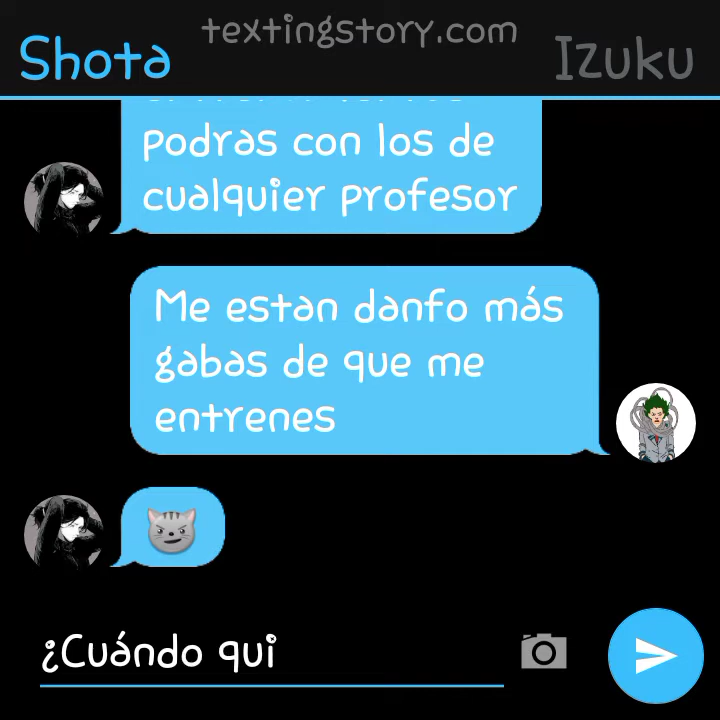 textingstory.com
Shota
Izuku
podras con los de
cualquier profesor
Me estan danfo más
gabas de que me
entrenes
¿Cuándo qui